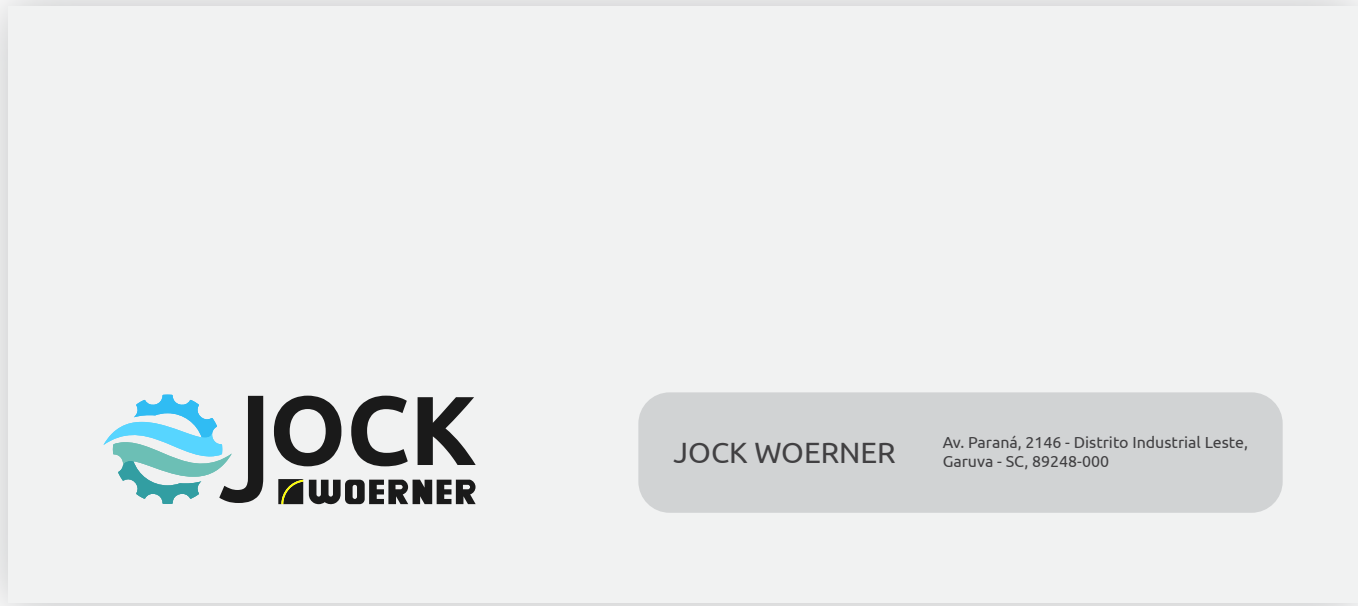 JOCK
WOERNER
JOCK WOERNER
Av. Paraná, 2146 - Distrito Industrial Leste,
Garuva - SC, 89248-000